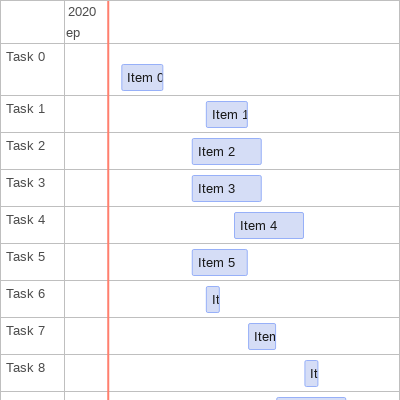 2020
ep
Task 0
Item 0
Task 1
Item 1
Task 2
Item 2
Task 3
Item 3
Task 4
Item 4
Task 5
Item 5
Task 6
It
Task 7
Iten
Task 8
It